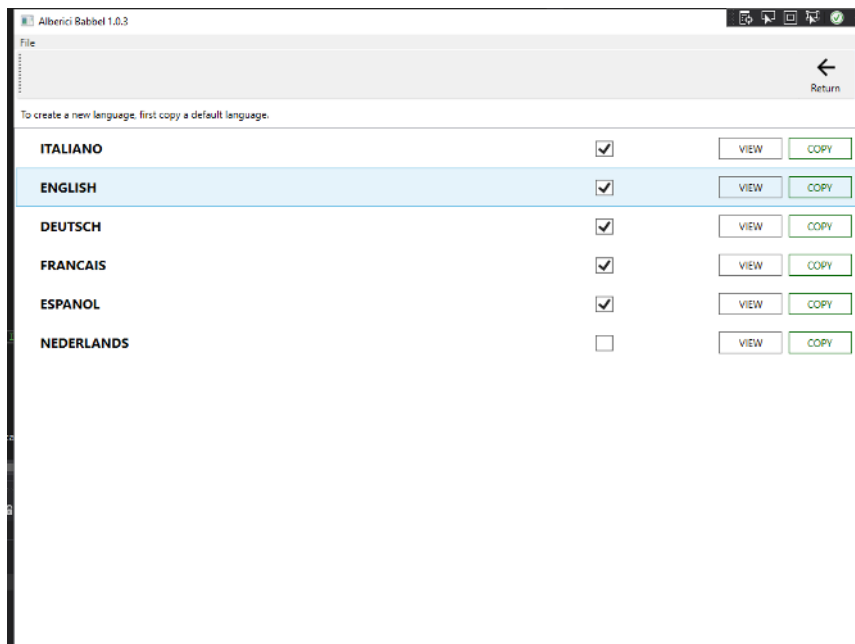 Alberici Babbel 1.0.3
File
Return
To create a new language, first copy a default language.
ITALIANO VIEW COPY
ENGLISH VIEW COPY
DEUTSCH VIEW COPY
FRANCAIS VIEW COPY
ESPANOL VIEW COPY
NEDERLANDS VIEW COPY